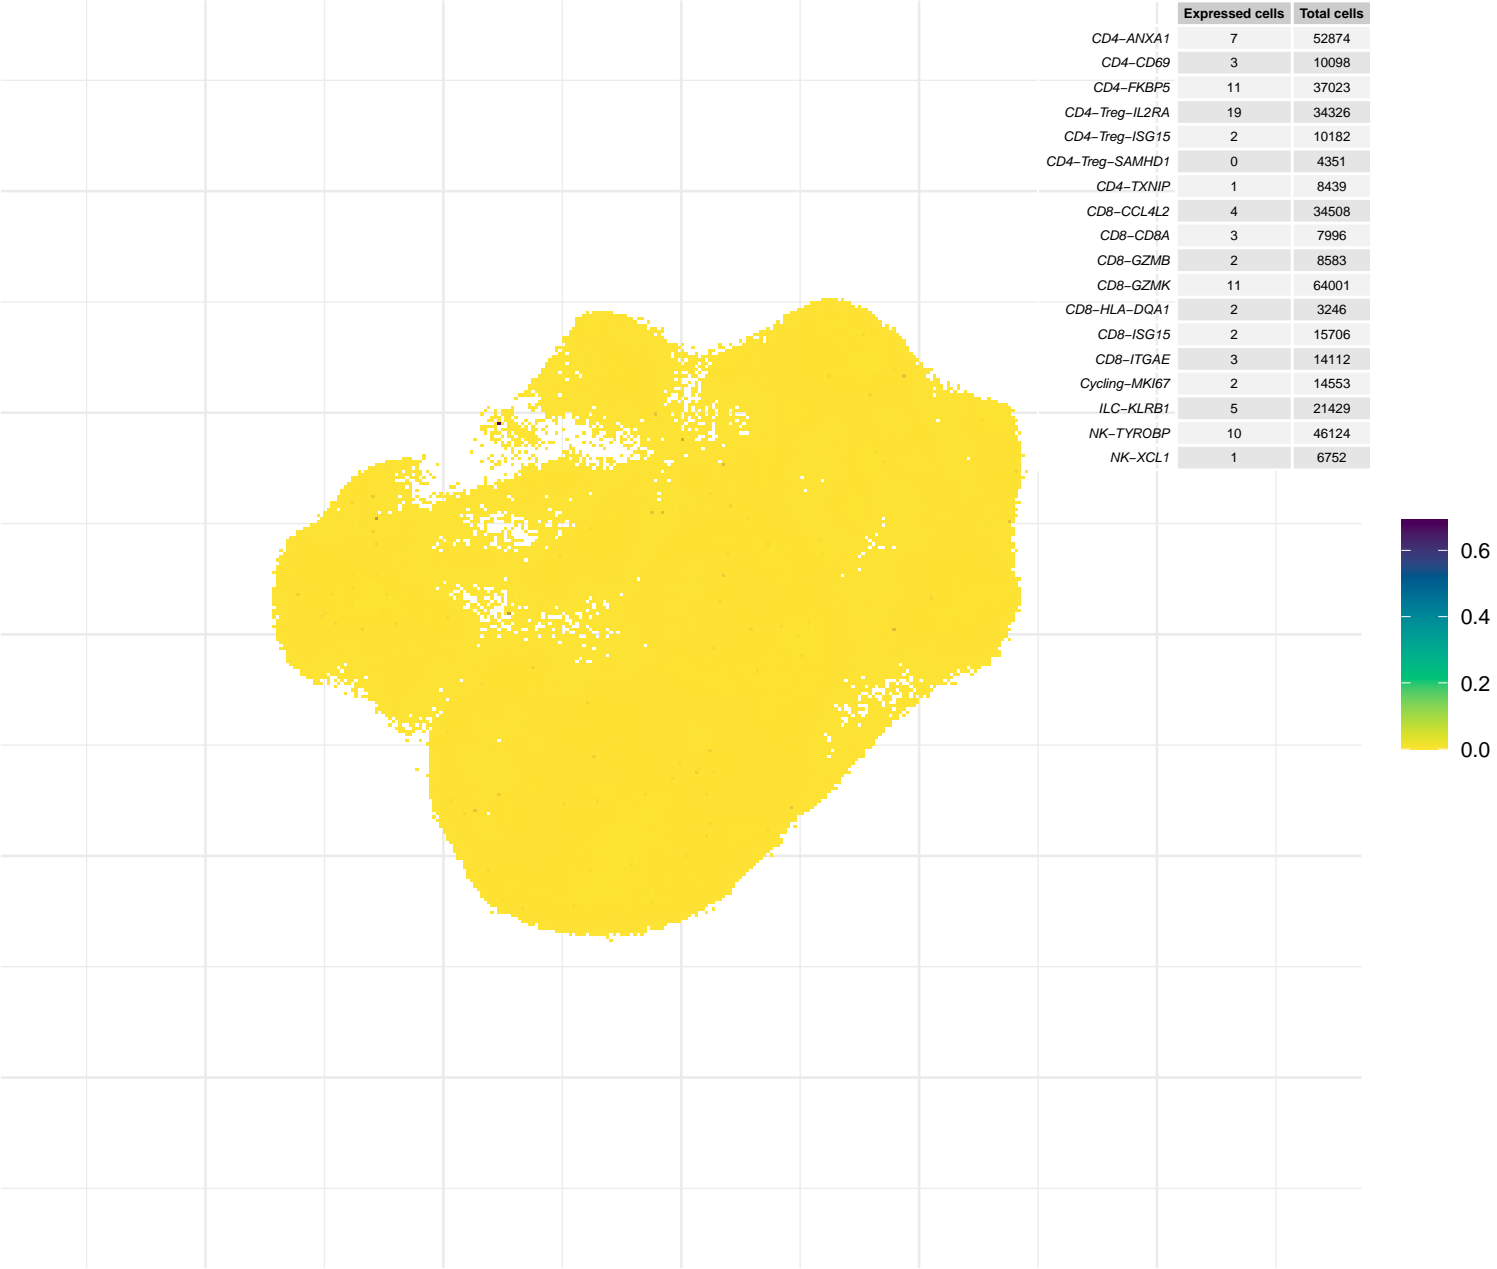 Expressed cells Total cells
CD4−ANXA1 7 52874
CD4−CD69 3 10098
CD4−FKBP5 11 37023
CD4−Treg−IL2RA 19 34326
CD4−Treg−ISG15 2 10182
CD4−Treg−SAMHD1 0 4351
CD4−TXNIP 1 8439
CD8−CCL4L2 4 34508
CD8−CD8A 3 7996
CD8−GZMB 2 8583
CD8−GZMK 11 64001
CD8−HLA−DQA1 2 3246
CD8−ISG15 2 15706
CD8−ITGAE 3 14112
Cycling−MKI67 2 14553
ILC−KLRB1 5 21429
NK−TYROBP 10 46124
NK−XCL1 1 6752
0.6
0.4
0.2
0.0